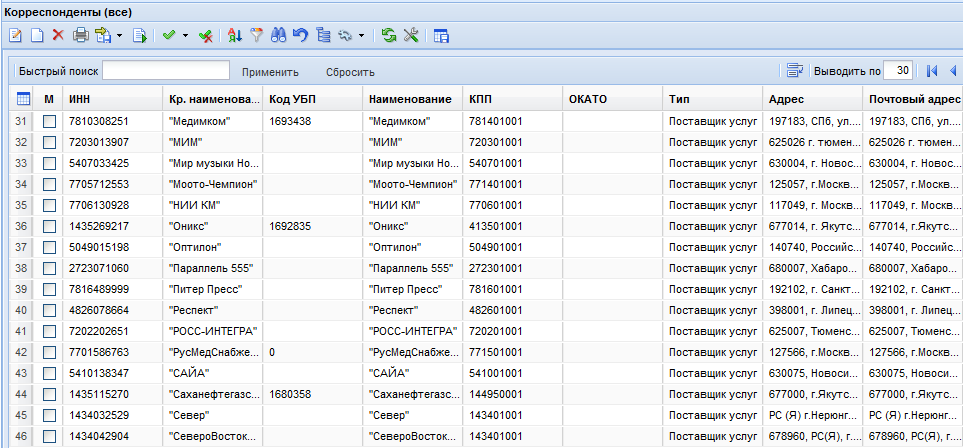 Корреспонденты (все)
Быстрый поиск Применить Сбросить Выводить по 30
М ИНН Кр. наименова... Код УБП Наименование КПП ОКАТО Тип Адрес Почтовый адрес
31 7810308251 "Медимком" 1693438 "Медимком" 781401001 Поставщик услуг 197183, СПб, ул.... 197183, СПб, ул....
32 7203013907 "МИМ" "МИМ" 720301001 Поставщик услуг 625026 г. тюмен... 625026 г. тюмен...
33 5407033425 "Мир музыки Но... "Мир музыки Но... 540701001 Поставщик услуг 630004, г. Новос... 630004, г. Новос...
34 7705712553 "Моото-Чемпион" "Моото-Чемпион" 771401001 Поставщик услуг 125057, г.Москв... 125057, г.Москв...
35 7706130928 "НИИ КМ" "НИИ КМ" 770601001 Поставщик услуг 117049, г. Москв... 117049, г. Москв...
36 1435269217 "Оникс" 1692835 "Оникс" 413501001 Поставщик услуг 677014, г.Якутс... 677014, г.Якутс...
37 5049015198 "Оптилон" "Оптилон" 504901001 Поставщик услуг 140740, Российс... 140740, Российс...
38 2723071060 "Параллель 555" "Параллель 555" 272301001 Поставщик услуг 680007, Хабаро... 680007, Хабаро...
39 7816489999 "Питер Пресс" "Питер Пресс" 781601001 Поставщик услуг 192102, г. Санкт... 192102, г. Санкт...
40 4826078664 "Респект" "Респект" 482601001 Поставщик услуг 398001, г. Липец... 398001, г. Липец...
41 7202202651 "РОСС-ИНТЕГРА" "РОСС-ИНТЕГРА" 720201001 Поставщик услуг 625007, Тюменс... 625007, Тюменс...
42 7701586763 "РусМедСнабже... 0 "РусМедСнабже... 771501001 Поставщик услуг 127566, г.Москв... 127566, г.Москв...
43 5410138347 "САЙА" "САЙА" 541001001 Поставщик услуг 630075, Новоси... 630075, Новоси...
44 1435115270 "Саханефтегазс... 1680358 "Саханефтегазс... 144950001 Поставщик услуг 677000, г.Якутс... 677000, г.Якутс...
45 1434032529 "Север" "Север" 143401001 Поставщик услуг РС (Я) г.Нерюнг... РС (Я) г.Нерюнг...
46 1434042904 "СевероВосток... "СевероВосток... 143401001 Поставщик услуг 678960, РС(Я), г... 678960, РС(Я), г...